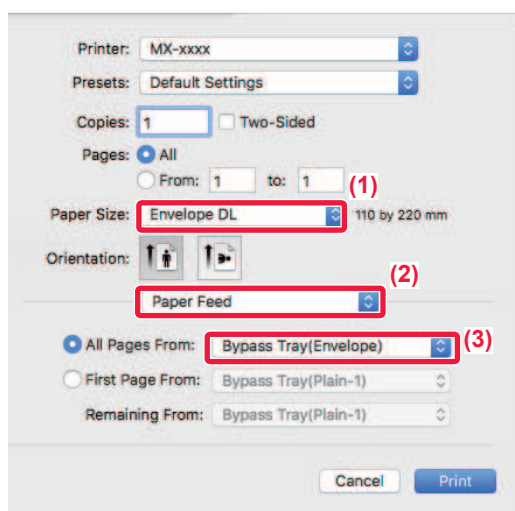 Printer: MX-xxxx
Presets: Default Settings
Copies: 1 Two-Sided
Pages: All
From: 1 to: 1
(1)
Paper Size: Envelope DL 110 by 220 mm
Orientation:
(2)
Paper Feed
All Pages From: Bypass Tray(Envelope) (3)
First Page From: Bypass Tray(Plain-1)
Remaining From: Bypass Tray(Plain-1)
Cancel Print